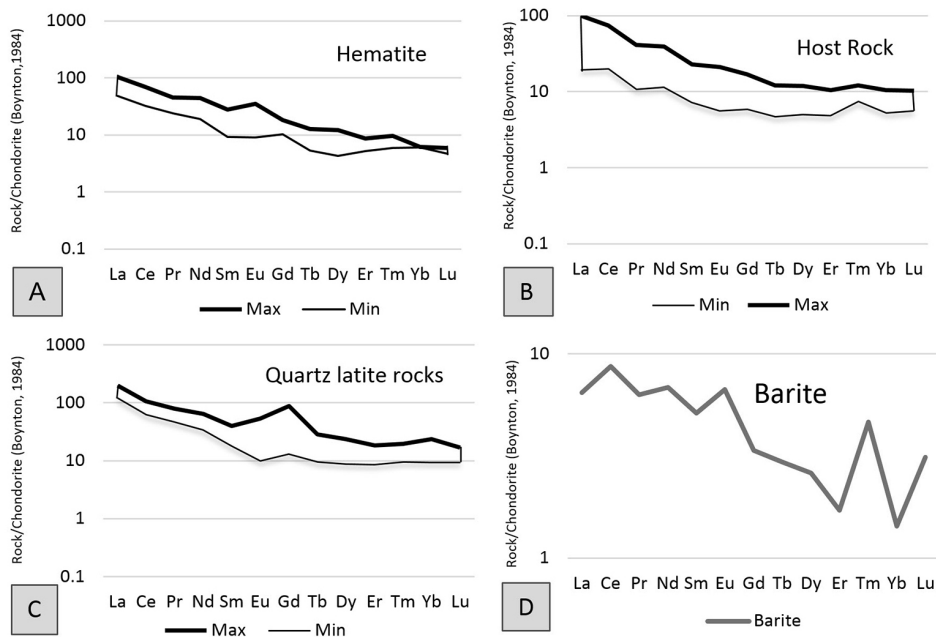 Rock/Chondorite (Boynton,1984)
1000
100
10
1
0.1
Hematite
La Ce Pr Nd Sm Eu Gd Tb Dy Er Tm Yb Lu
A
Max Min
Rock/Chondorite (Boynton, 1984)
100
10
1
0.1
Host Rock
La Ce Pr Nd Sm Eu Gd Tb Dy Er Tm Yb Lu
B
Min Max
Rock/Chondorite (Boynton, 1984)
1000
100
10
1
0.1
Quartz latite rocks
La Ce Pr Nd Sm Eu Gd Tb Dy Er Tm Yb Lu
C
Max Min
Rock/Chondorite (Boynton, 1984)
10
1
Barite
La Ce Pr Nd Sm Eu Gd Tb Dy Er Tm Yb Lu
D
Barite